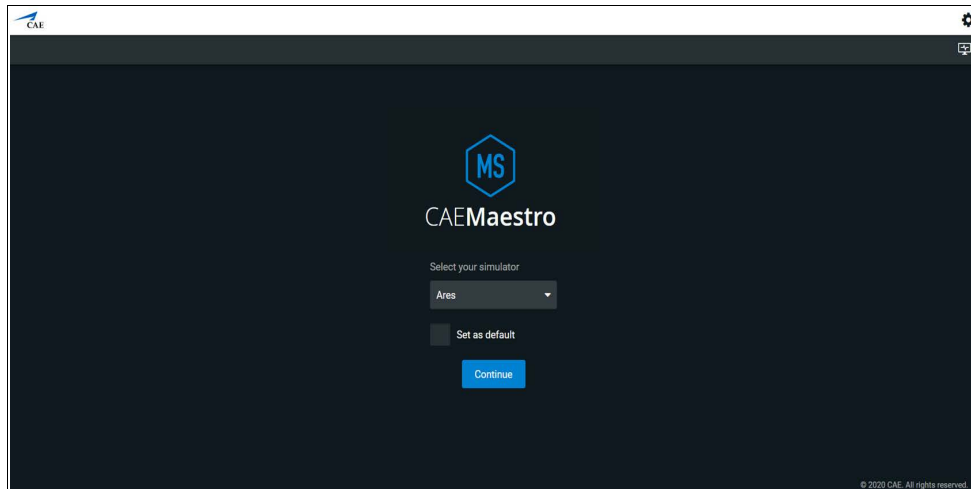 CAE
MS
CAEMaestro
Select your simulator
Ares
Set as default
Continue
© 2020 CAE. All rights reserved.